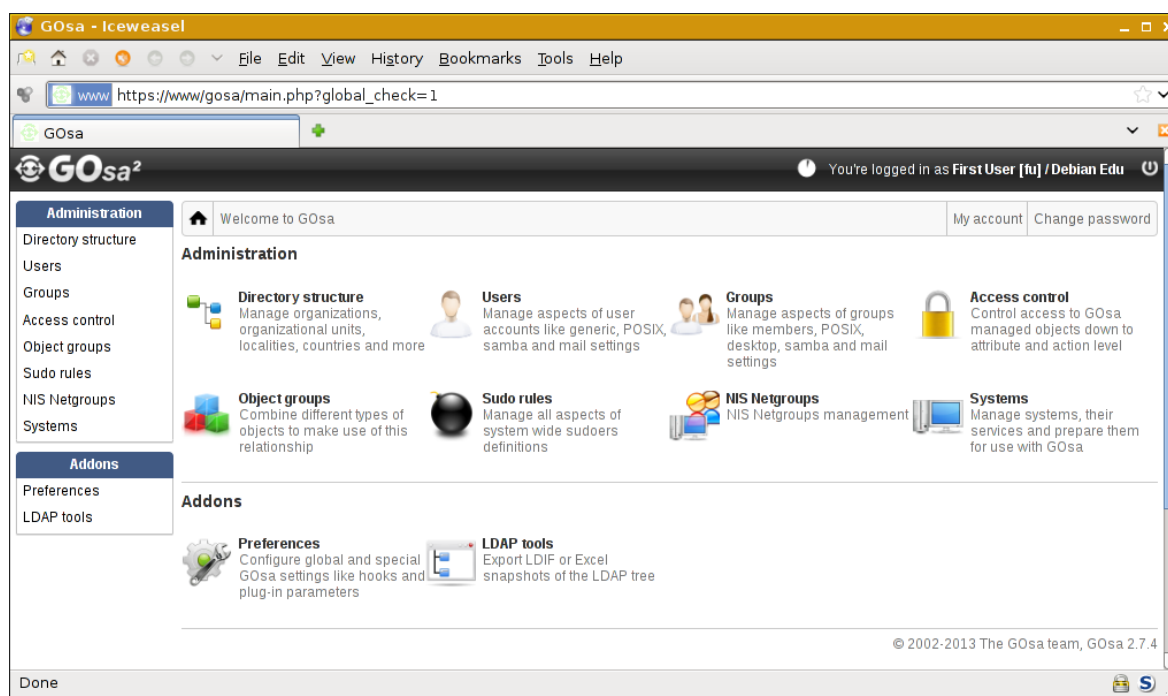 GOsa - Iceweasel
File Edit View History Bookmarks Tools Help
www https://www/gosa/main.php?global_check=1
GOsa
GOsa²
You're logged in as First User [fu] / Debian Edu
Administration
Directory structure
Users
Groups
Access control
Object groups
Sudo rules
NIS Netgroups
Systems
Addons
Preferences
LDAP tools
Welcome to GOsa
My account
Change password
Administration
Directory structure
Manage organizations,
organizational units,
localities, countries and more
Users
Manage aspects of user
accounts like generic, POSIX,
samba and mail settings
Groups
Manage aspects of groups
like members, POSIX,
desktop, samba and mail
settings
Access control
Control access to GOsa
managed objects down to
attribute and action level
Object groups
Combine different types of
objects to make use of this
relationship
Sudo rules
Manage all aspects of
system wide sudoers
definitions
NIS Netgroups
NIS Netgroups management
Systems
Manage systems, their
services and prepare them
for use with GOsa
Addons
Preferences
Configure global and special
GOsa settings like hooks and
plug-in parameters
LDAP tools
Export LDIF or Excel
snapshots of the LDAP tree
© 2002-2013 The GOsa team, GOsa 2.7.4
Done
S